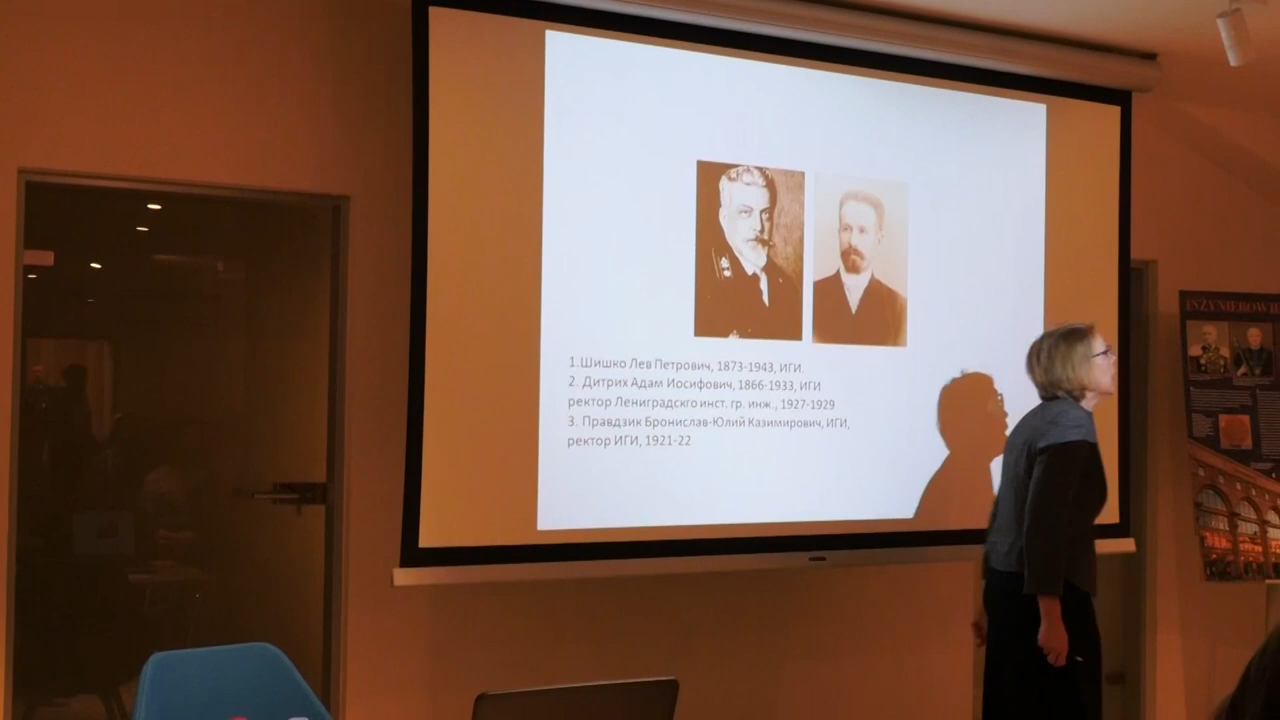 1.Шишко Лев Петрович, 1873-1943, ИГИ.
2. Дитрих Адам Иосифович, 1866-1933, ИГИ
ректор Лениградскго инст. гр. инж., 1927-1929
3. Правдзик Бронислав-Юлий Казимирович, ИГИ,
ректор ИГИ, 1921-22